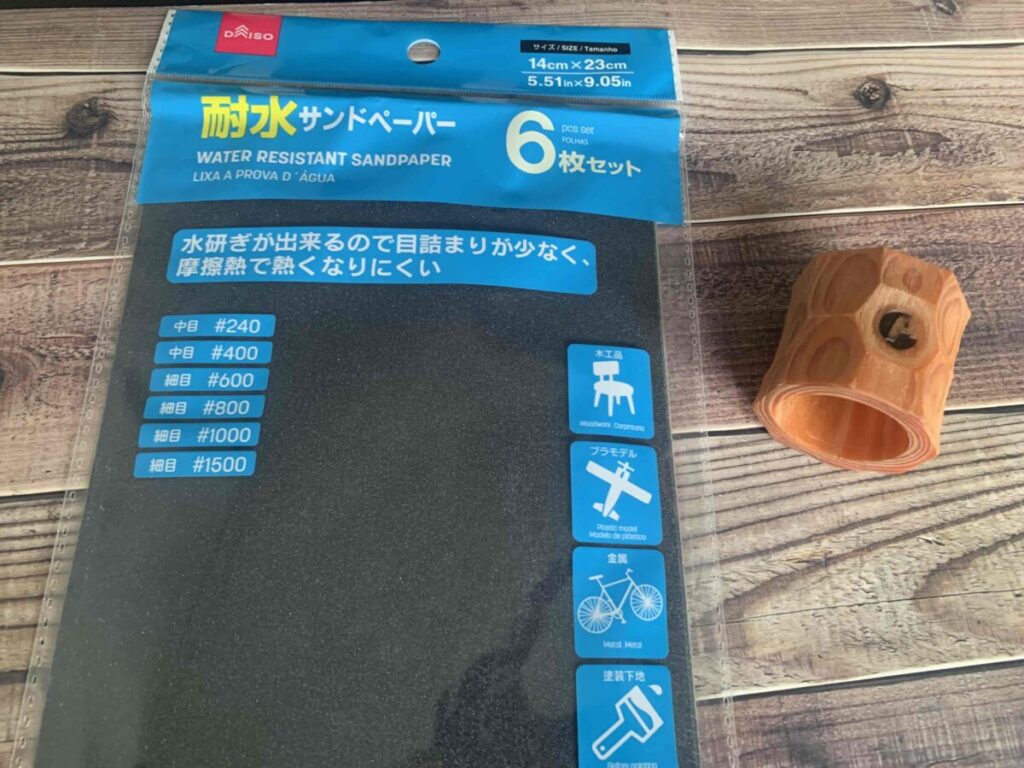 DAISO
サイズ / SIZE / Tamanho
14cm×23cm
5.51in×9.05in
耐水サンドペーパー
WATER RESISTANT SANDPAPER
LIXA A PROVA D'ÁGUA
6枚セット
pcs set
FOLHAS
水研ぎが出来るので目詰まりが少なく、
摩擦熱で熱くなりにくい
中目 #240
中目 #400
細目 #600
細目 #800
細目 #1000
細目 #1500
木工品
Woodwork Carpintaria
プラモデル
Plastic model
Modelo de plástico
金属
Metal Metal
塗装下地
Before painting